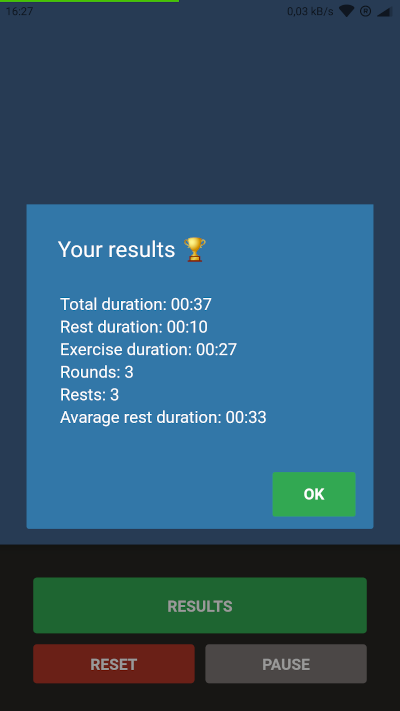 16:27 0,03 kB/s
Your results 🏆
Total duration: 00:37
Rest duration: 00:10
Exercise duration: 00:27
Rounds: 3
Rests: 3
Avarage rest duration: 00:33
OK
RESULTS
RESET PAUSE